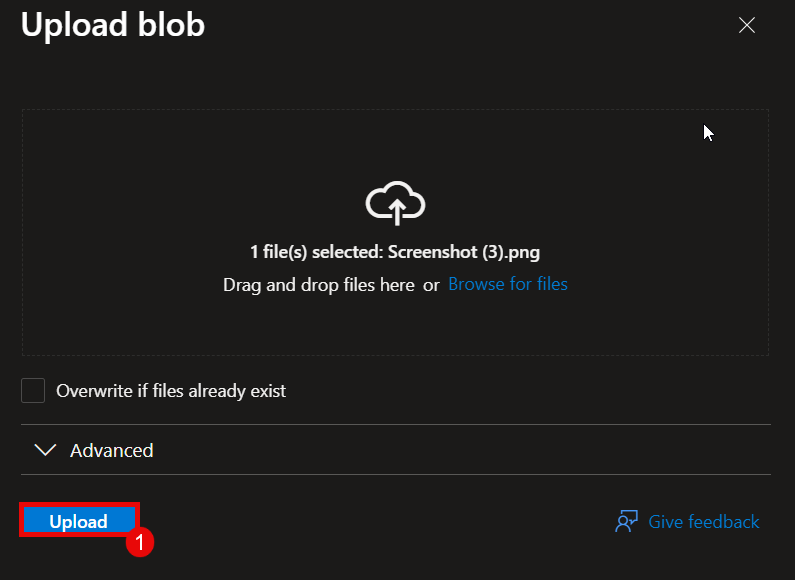 Upload blob
1 file(s) selected: Screenshot (3).png
Drag and drop files here or Browse for files
Overwrite if files already exist
Advanced
Upload
1
Give feedback